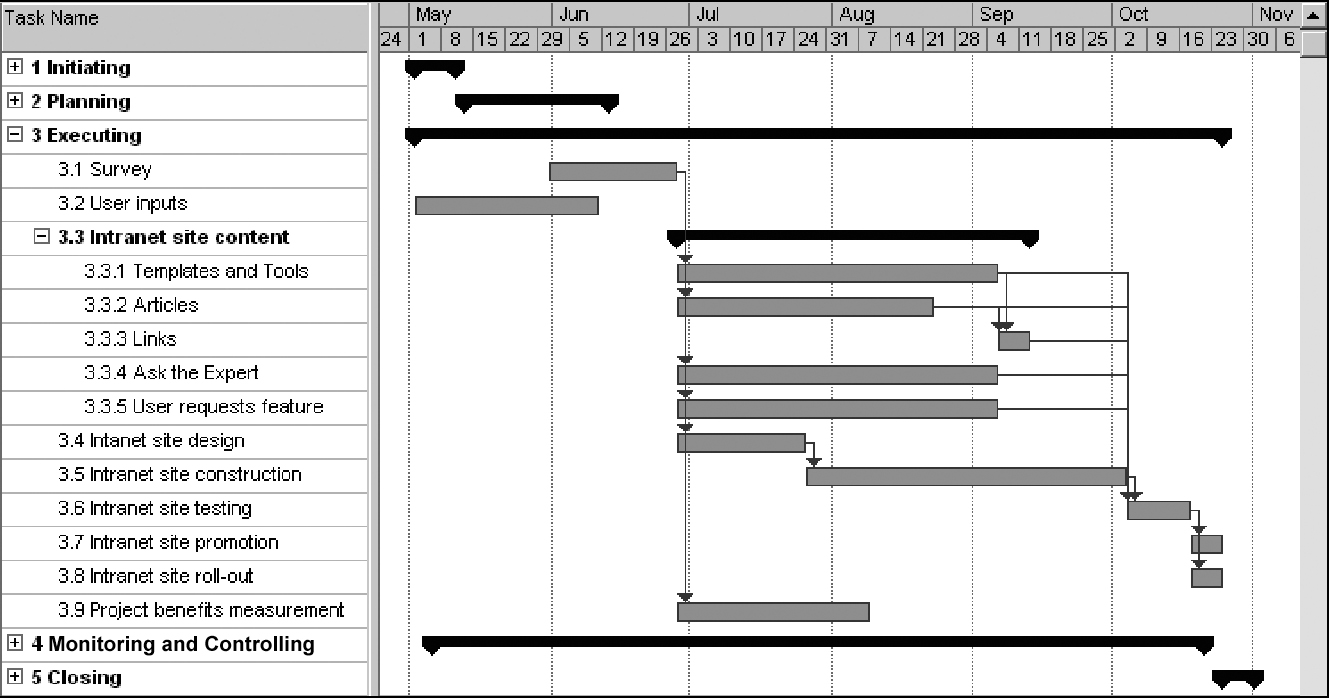 Task Name
May Jun Jul Aug Sep Oct Nov
24 1 8 15 22 29 5 12 19 26 3 10 17 24 31 7 14 21 28 4 11 18 25 2 9 16 23 30 6
1 Initiating
2 Planning
3 Executing
3.1 Survey
3.2 User inputs
3.3 Intranet site content
3.3.1 Templates and Tools
3.3.2 Articles
3.3.3 Links
3.3.4 Ask the Expert
3.3.5 User requests feature
3.4 Intanet site design
3.5 Intranet site construction
3.6 Intranet site testing
3.7 Intranet site promotion
3.8 Intranet site roll-out
3.9 Project benefits measurement
4 Monitoring and Controlling
5 Closing